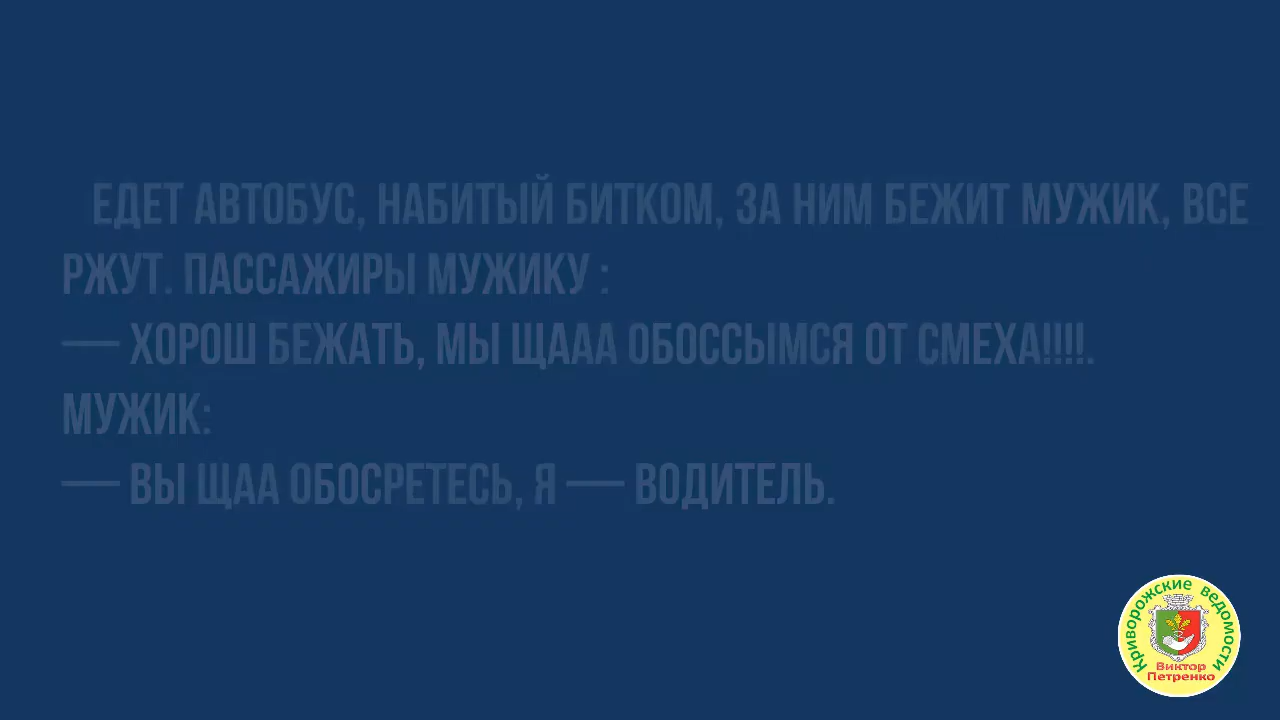 ЕДЕТ АВТОБУС, НАБИТЫЙ БИТКОМ, ЗА НИМ БЕЖИТ МУЖИК, ВСЕ
РЖУТ. ПАССАЖИРЫ МУЖИКУ :
— ХОРОШ БЕЖАТЬ, МЫ ЩААА ОБОССЫМСЯ ОТ СМЕХА!!!!.
МУЖИК:
— ВЫ ЩАА ОБОСРЕТЕСЬ, Я — ВОДИТЕЛЬ.
Криворожские ведомости
Виктор
Петренко